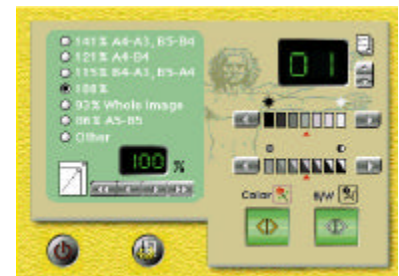 141% A4-A3, B5-B4
121% A4-B4
115% B4-A3, B5-A4
100%
93% Whole Image
86% A5-B5
Other
100 %
01
Color
B/W